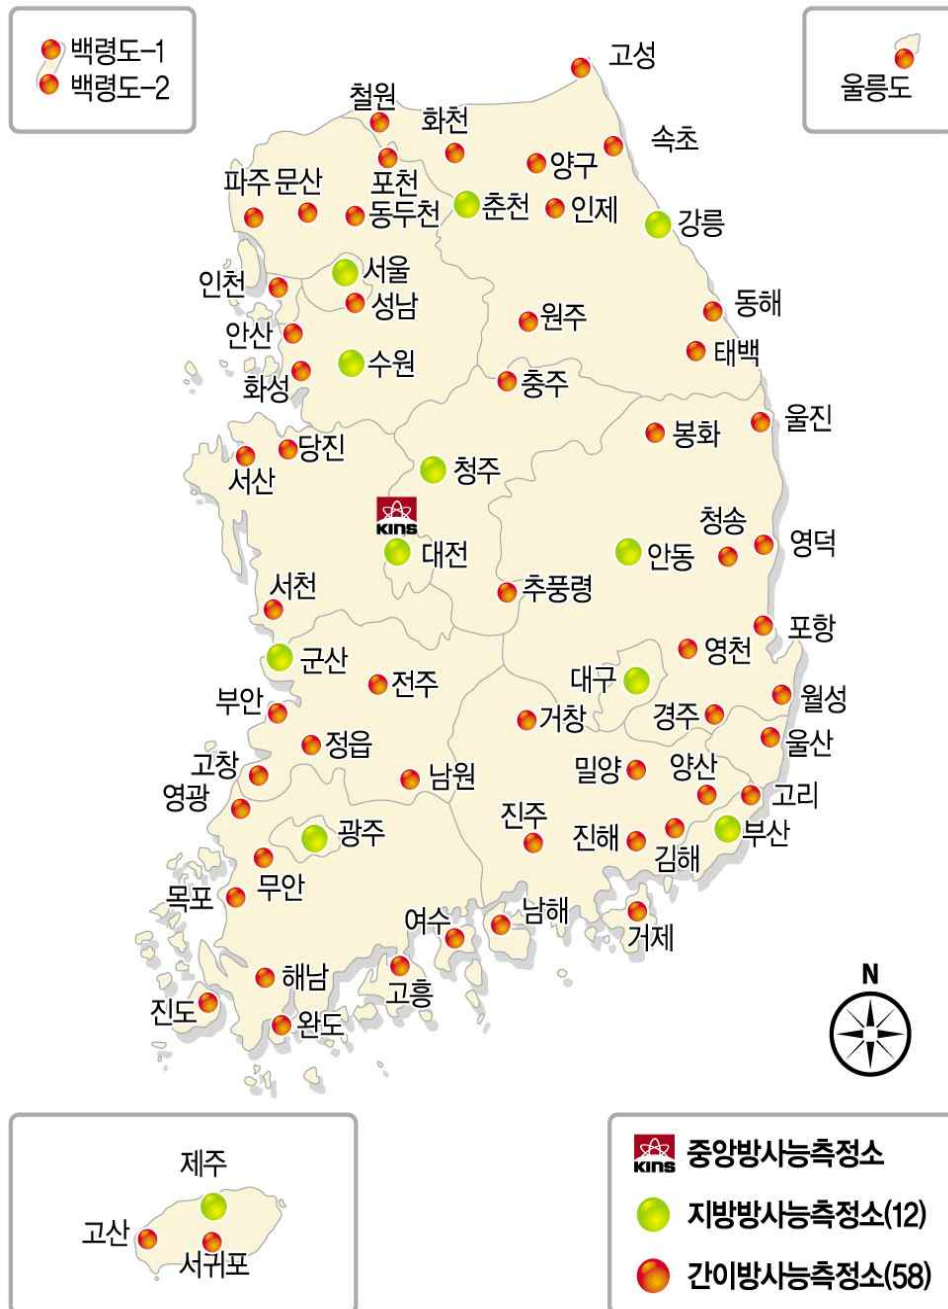 백령도-1
백령도-2
울릉도
고성
철원
화천
속초
양구
포천
파주
문산
동두천
춘천
인제
강릉
서울
인천
성남
동해
원주
안산
태백
수원
화성
충주
울진
봉화
당진
서산
청주
KINS
청송
영덕
대전
안동
추풍령
서천
포항
영천
군산
대구
전주
월성
부안
거창
경주
울산
정읍
고창
남원
밀양
양산
영광
고리
광주
진주
진해
김해
부산
무안
목포
여수
남해
거제
해남
고흥
진도
완도
N
제주
고산
서귀포
KINS 중앙방사능측정소
지방방사능측정소(12)
간이방사능측정소(58)